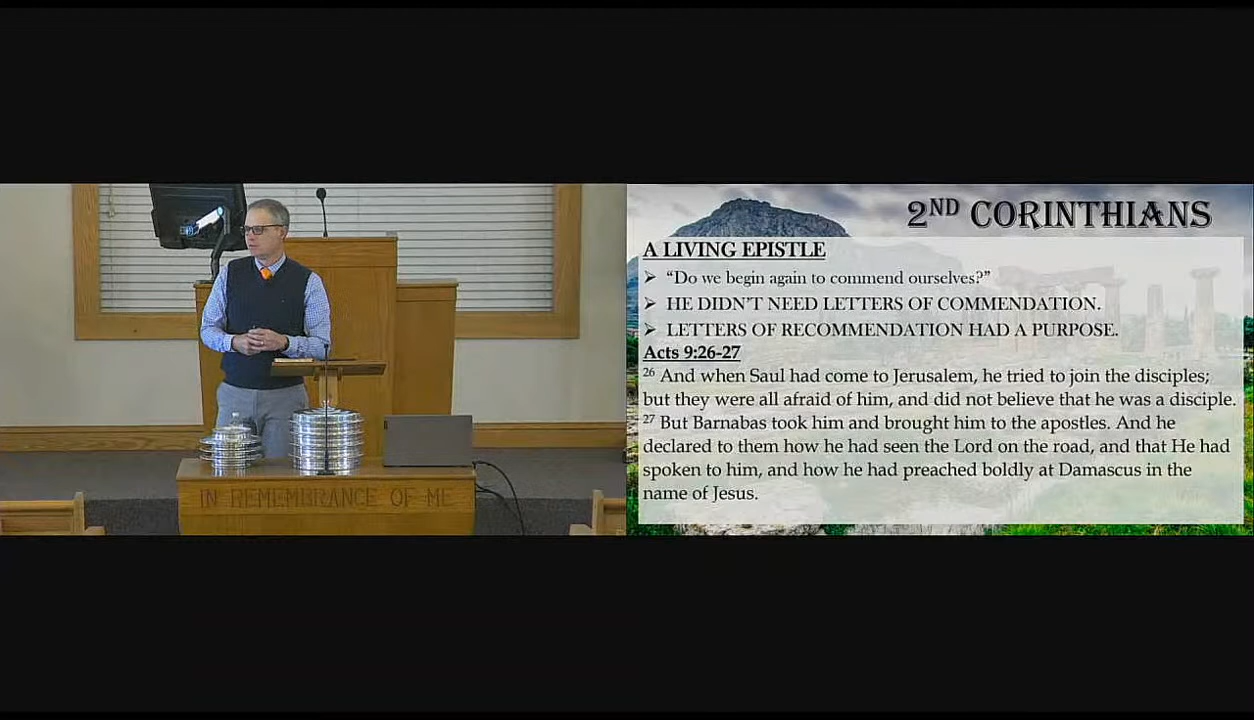 IN REMEMBRANCE OF ME
2ND CORINTHIANS
A LIVING EPISTLE
➢ “Do we begin again to commend ourselves?”
➢ HE DIDN’T NEED LETTERS OF COMMENDATION.
➢ LETTERS OF RECOMMENDATION HAD A PURPOSE.
Acts 9:26-27
26 And when Saul had come to Jerusalem, he tried to join the disciples;
but they were all afraid of him, and did not believe that he was a disciple.
27 But Barnabas took him and brought him to the apostles. And he
declared to them how he had seen the Lord on the road, and that He had
spoken to him, and how he had preached boldly at Damascus in the
name of Jesus.